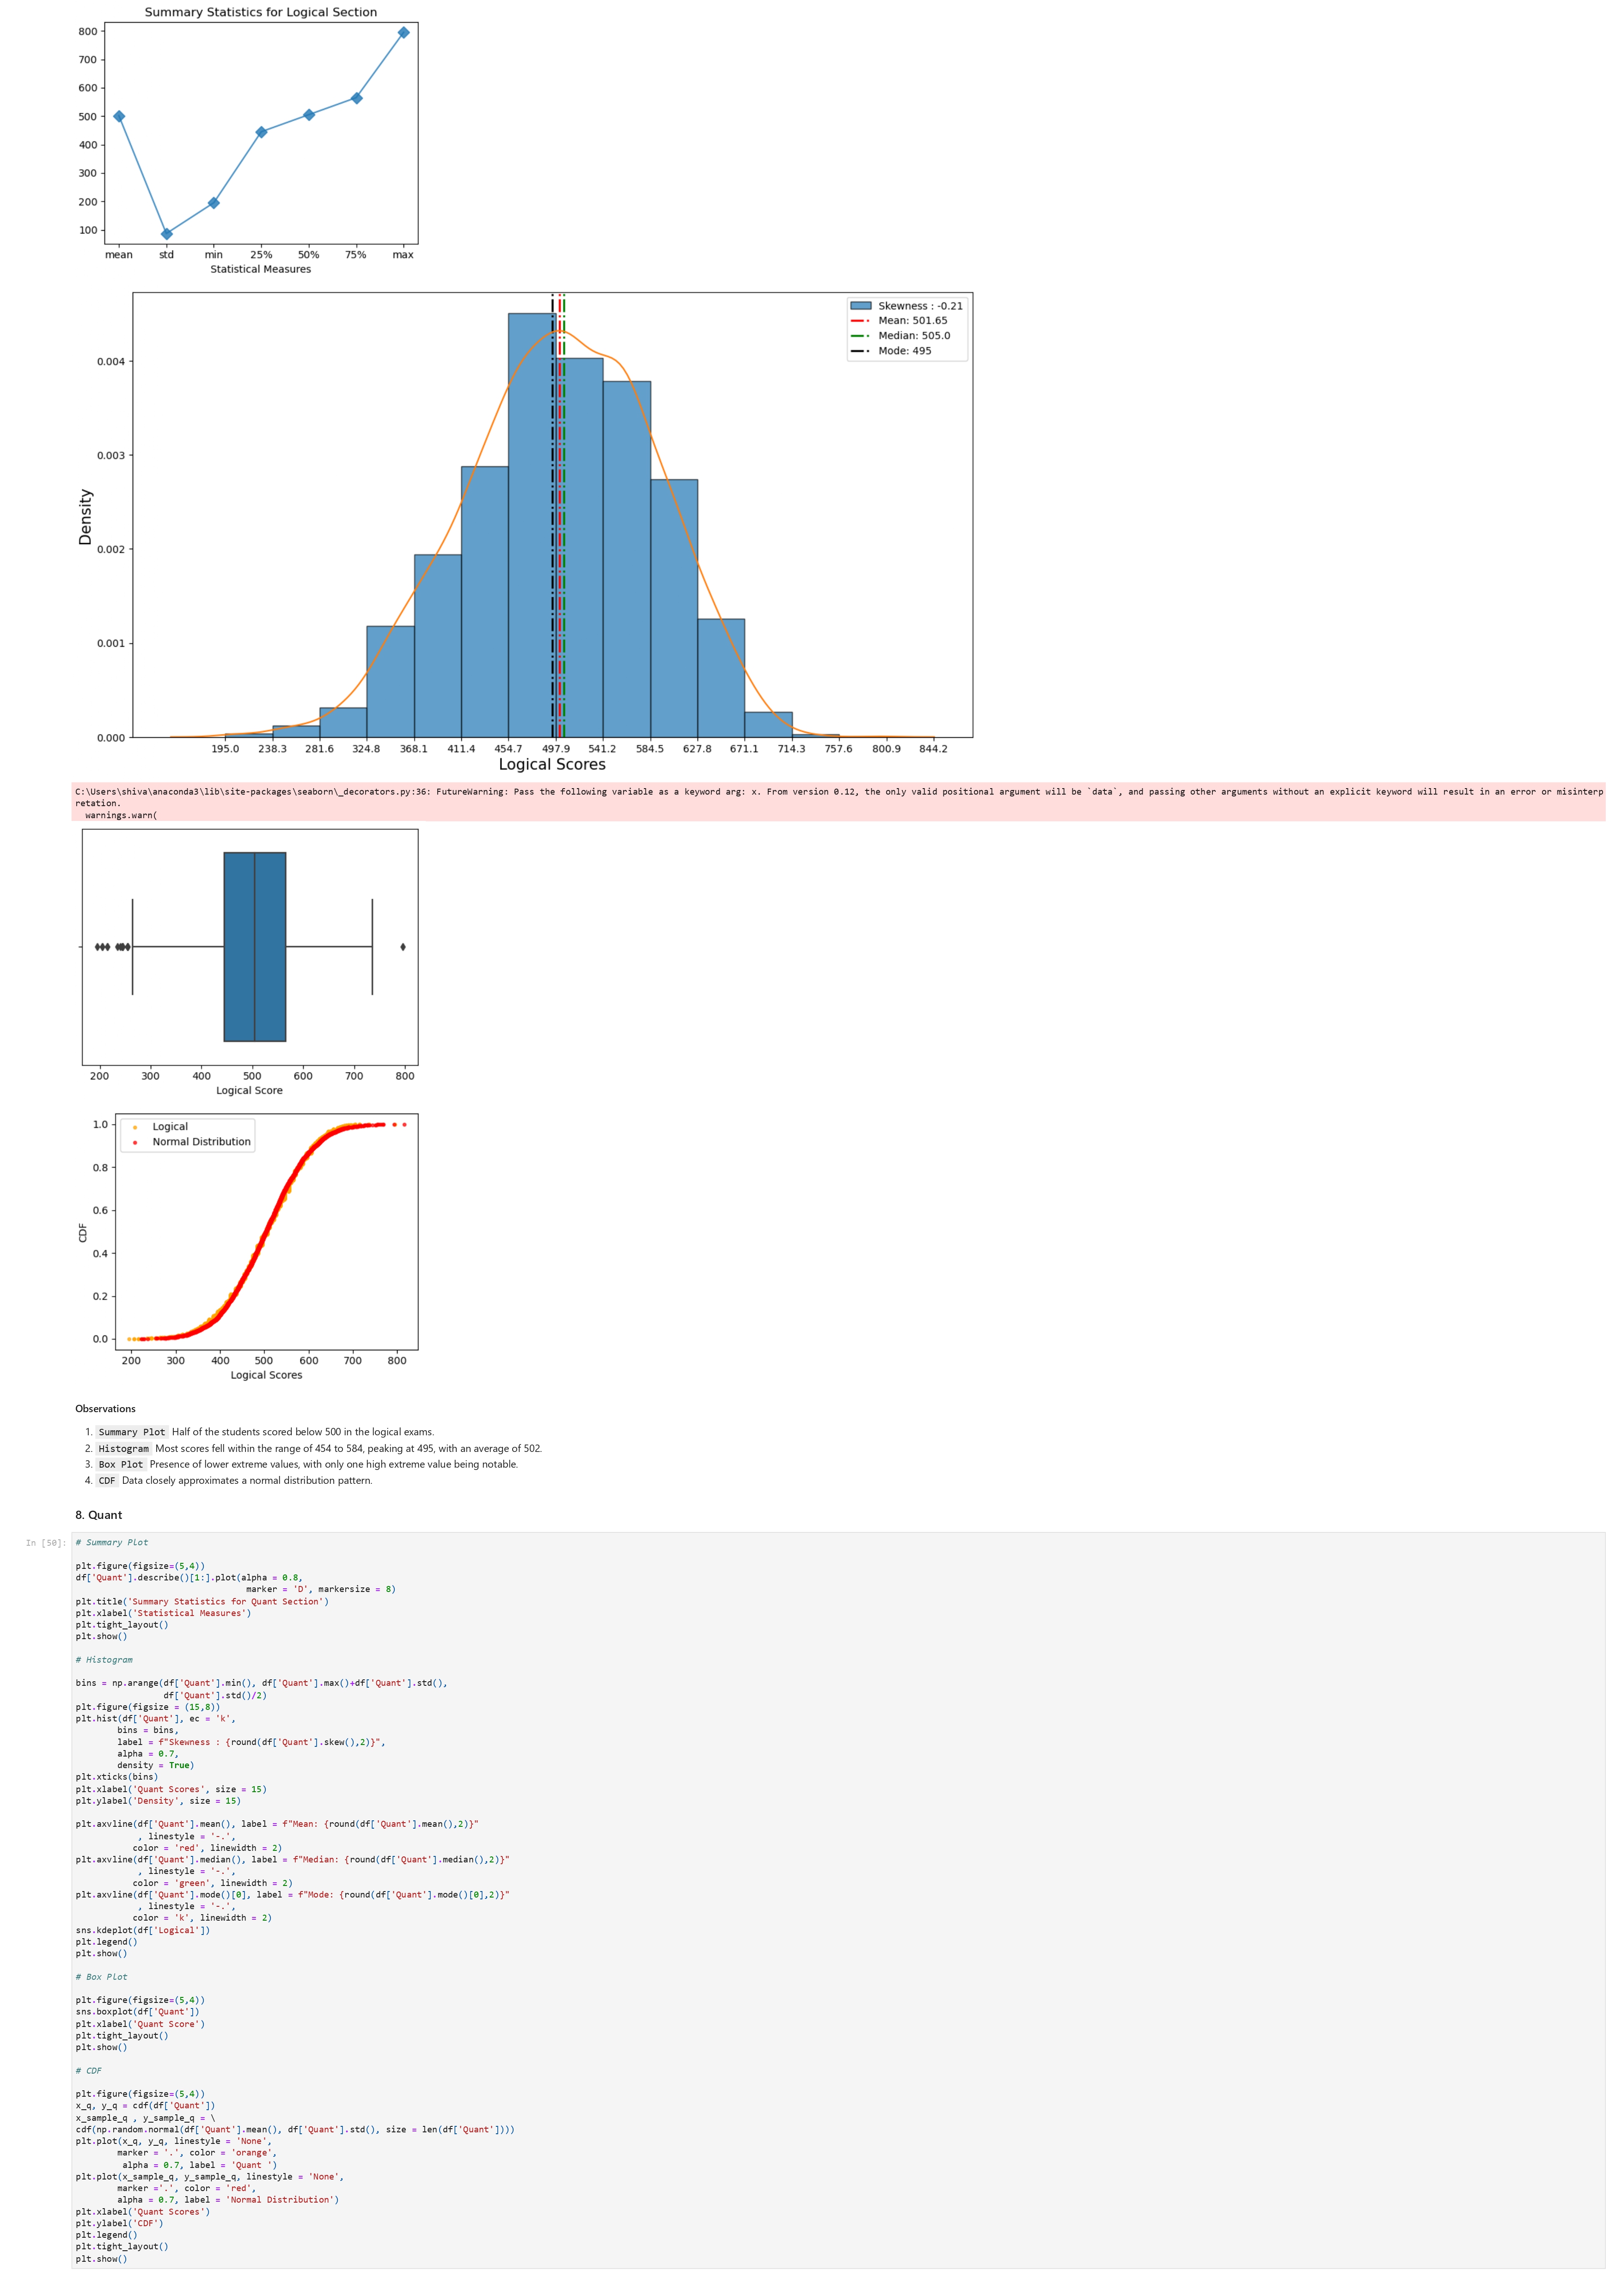 Summary Statistics for Logical Section
800
700
600
500
400
300
200
100
mean std min 25% 50% 75% max
Statistical Measures
Skewness : -0.21
Mean: 501.65
Median: 505.0
Mode: 495
0.004
0.003
0.002
0.001
0.000
Density
195.0 238.3 281.6 324.8 368.1 411.4 454.7 497.9 541.2 584.5 627.8 671.1 714.3 757.6 800.9 844.2
Logical Scores
C:\Users\shiva\anaconda3\lib\site-packages\seaborn\_decorators.py:36: FutureWarning: Pass the following variable as a keyword arg: x. From version 0.12, the only valid positional argument will be `data`, and passing other arguments without an explicit keyword will result in an error or misinterp
retation.
warnings.warn(
200 300 400 500 600 700 800
Logical Score
Logical
Normal Distribution
1.0
0.8
0.6
0.4
0.2
0.0
CDF
200 300 400 500 600 700 800
Logical Scores
Observations
1. Summary Plot Half of the students scored below 500 in the logical exams.
2. Histogram Most scores fell within the range of 454 to 584, peaking at 495, with an average of 502.
3. Box Plot Presence of lower extreme values, with only one high extreme value being notable.
4. CDF Data closely approximates a normal distribution pattern.
8. Quant
In [50]:
# Summary Plot
plt.figure(figsize=(5,4))
df['Quant'].describe()[1:].plot(alpha = 0.8,
marker = 'D', markersize = 8)
plt.title('Summary Statistics for Quant Section')
plt.xlabel('Statistical Measures')
plt.tight_layout()
plt.show()
# Histogram
bins = np.arange(df['Quant'].min(), df['Quant'].max()+df['Quant'].std(),
df['Quant'].std()/2)
plt.figure(figsize = (15,8))
plt.hist(df['Quant'], ec = 'k',
bins = bins,
label = f"Skewness : {round(df['Quant'].skew(),2)}",
alpha = 0.7,
density = True)
plt.xticks(bins)
plt.xlabel('Quant Scores', size = 15)
plt.ylabel('Density', size = 15)
plt.axvline(df['Quant'].mean(), label = f"Mean: {round(df['Quant'].mean(),2)}"
, linestyle = '-.',
color = 'red', linewidth = 2)
plt.axvline(df['Quant'].median(), label = f"Median: {round(df['Quant'].median(),2)}"
, linestyle = '-.',
color = 'green', linewidth = 2)
plt.axvline(df['Quant'].mode()[0], label = f"Mode: {round(df['Quant'].mode()[0],2)}"
, linestyle = '-.',
color = 'k', linewidth = 2)
sns.kdeplot(df['Logical'])
plt.legend()
plt.show()
# Box Plot
plt.figure(figsize=(5,4))
sns.boxplot(df['Quant'])
plt.xlabel('Quant Score')
plt.tight_layout()
plt.show()
# CDF
plt.figure(figsize=(5,4))
x_q, y_q = cdf(df['Quant'])
x_sample_q , y_sample_q = \
cdf(np.random.normal(df['Quant'].mean(), df['Quant'].std(), size = len(df['Quant'])))
plt.plot(x_q, y_q, linestyle = 'None',
marker = '.', color = 'orange',
alpha = 0.7, label = 'Quant ')
plt.plot(x_sample_q, y_sample_q, linestyle = 'None',
marker ='.', color = 'red',
alpha = 0.7, label = 'Normal Distribution')
plt.xlabel('Quant Scores')
plt.ylabel('CDF')
plt.legend()
plt.tight_layout()
plt.show()